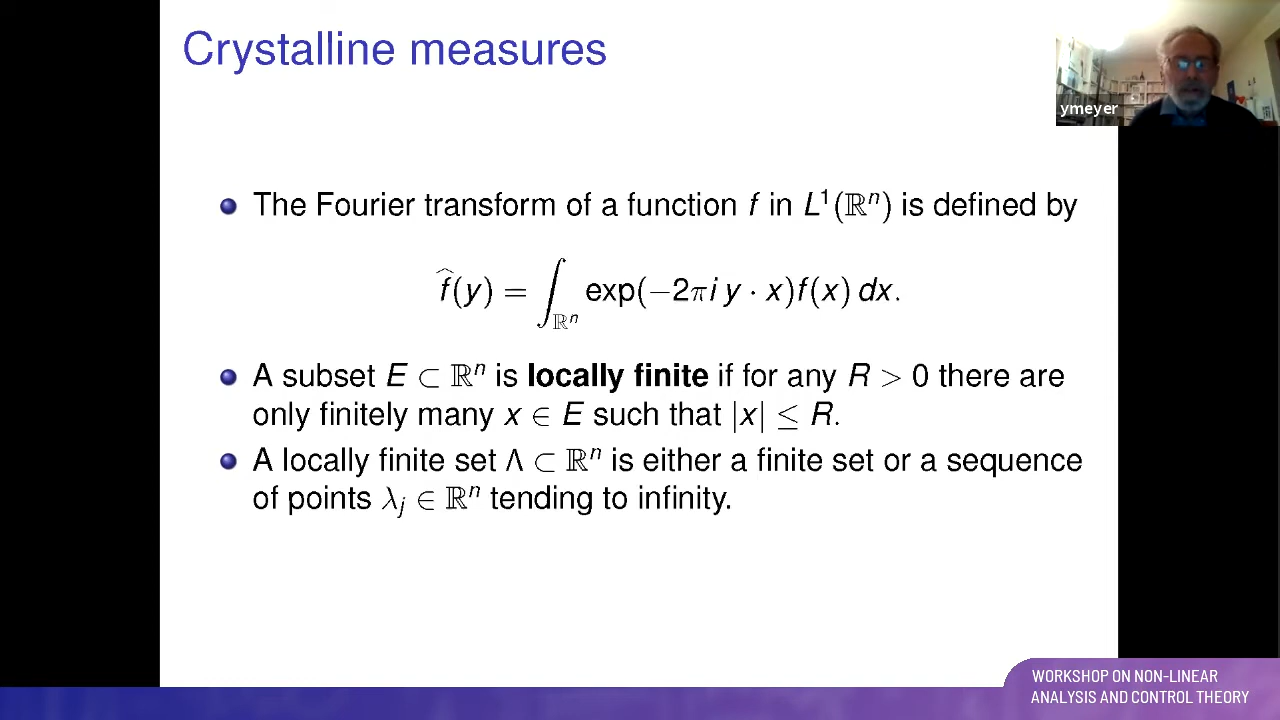 Crystalline measures
ymeyer
The Fourier transform of a function f in L¹(ℝⁿ) is defined by
f̂(y) = ∫_{ℝⁿ} exp(−2πi y · x)f(x) dx.
A subset E ⊂ ℝⁿ is locally finite if for any R > 0 there are
only finitely many x ∈ E such that |x| ≤ R.
A locally finite set Λ ⊂ ℝⁿ is either a finite set or a sequence
of points λⱼ ∈ ℝⁿ tending to infinity.
WORKSHOP ON NON-LINEAR
ANALYSIS AND CONTROL THEORY